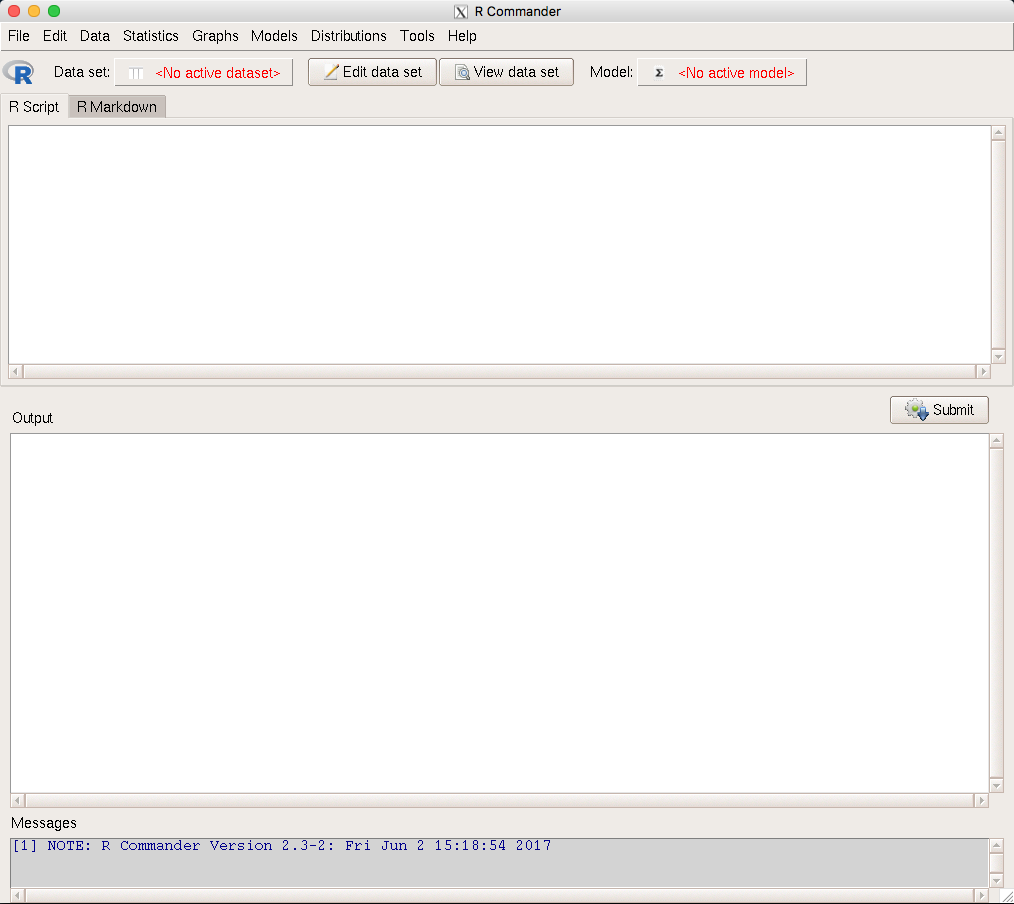 R Commander
File Edit Data Statistics Graphs Models Distributions Tools Help
R Data set: <No active dataset> Edit data set View data set Model: Σ <No active model>
R Script R Markdown
Submit
Output
Messages
[1] NOTE: R Commander Version 2.3-2: Fri Jun 2 15:18:54 2017